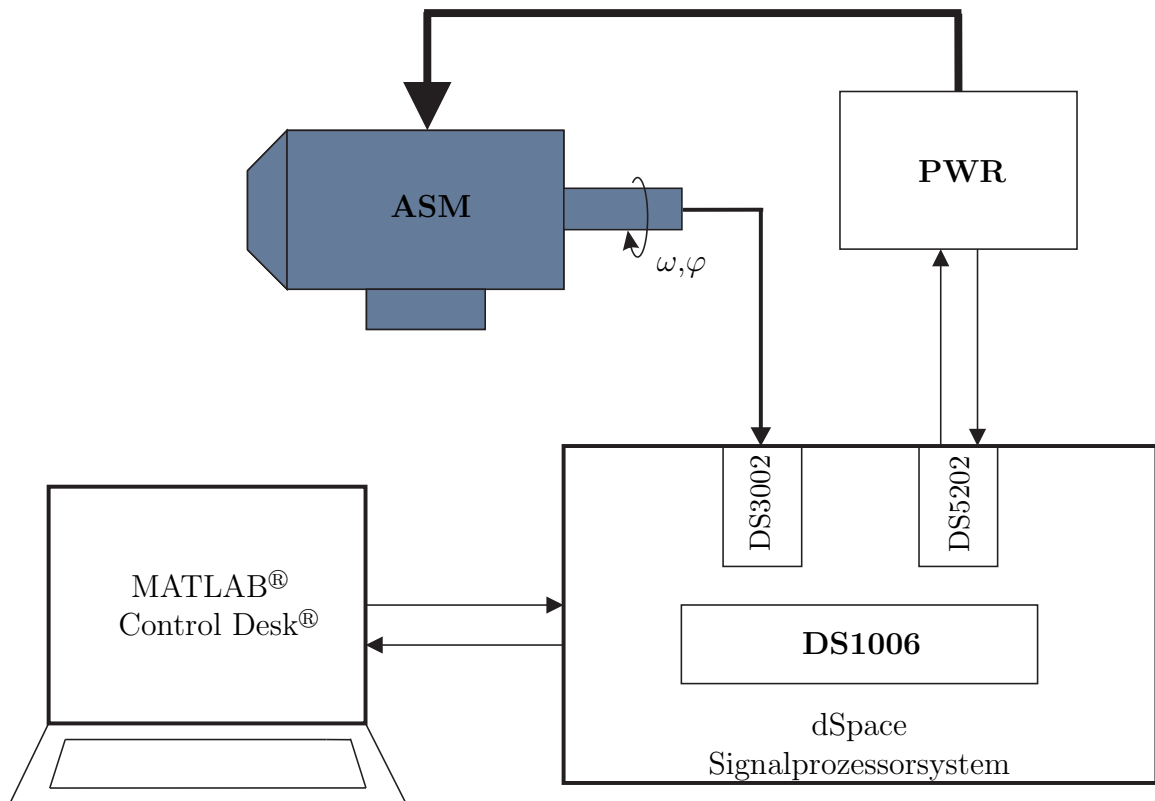 ASM
PWR
ω,φ
DS3002
DS5202
MATLAB®
Control Desk®
DS1006
dSpace
Signalprozessorsystem